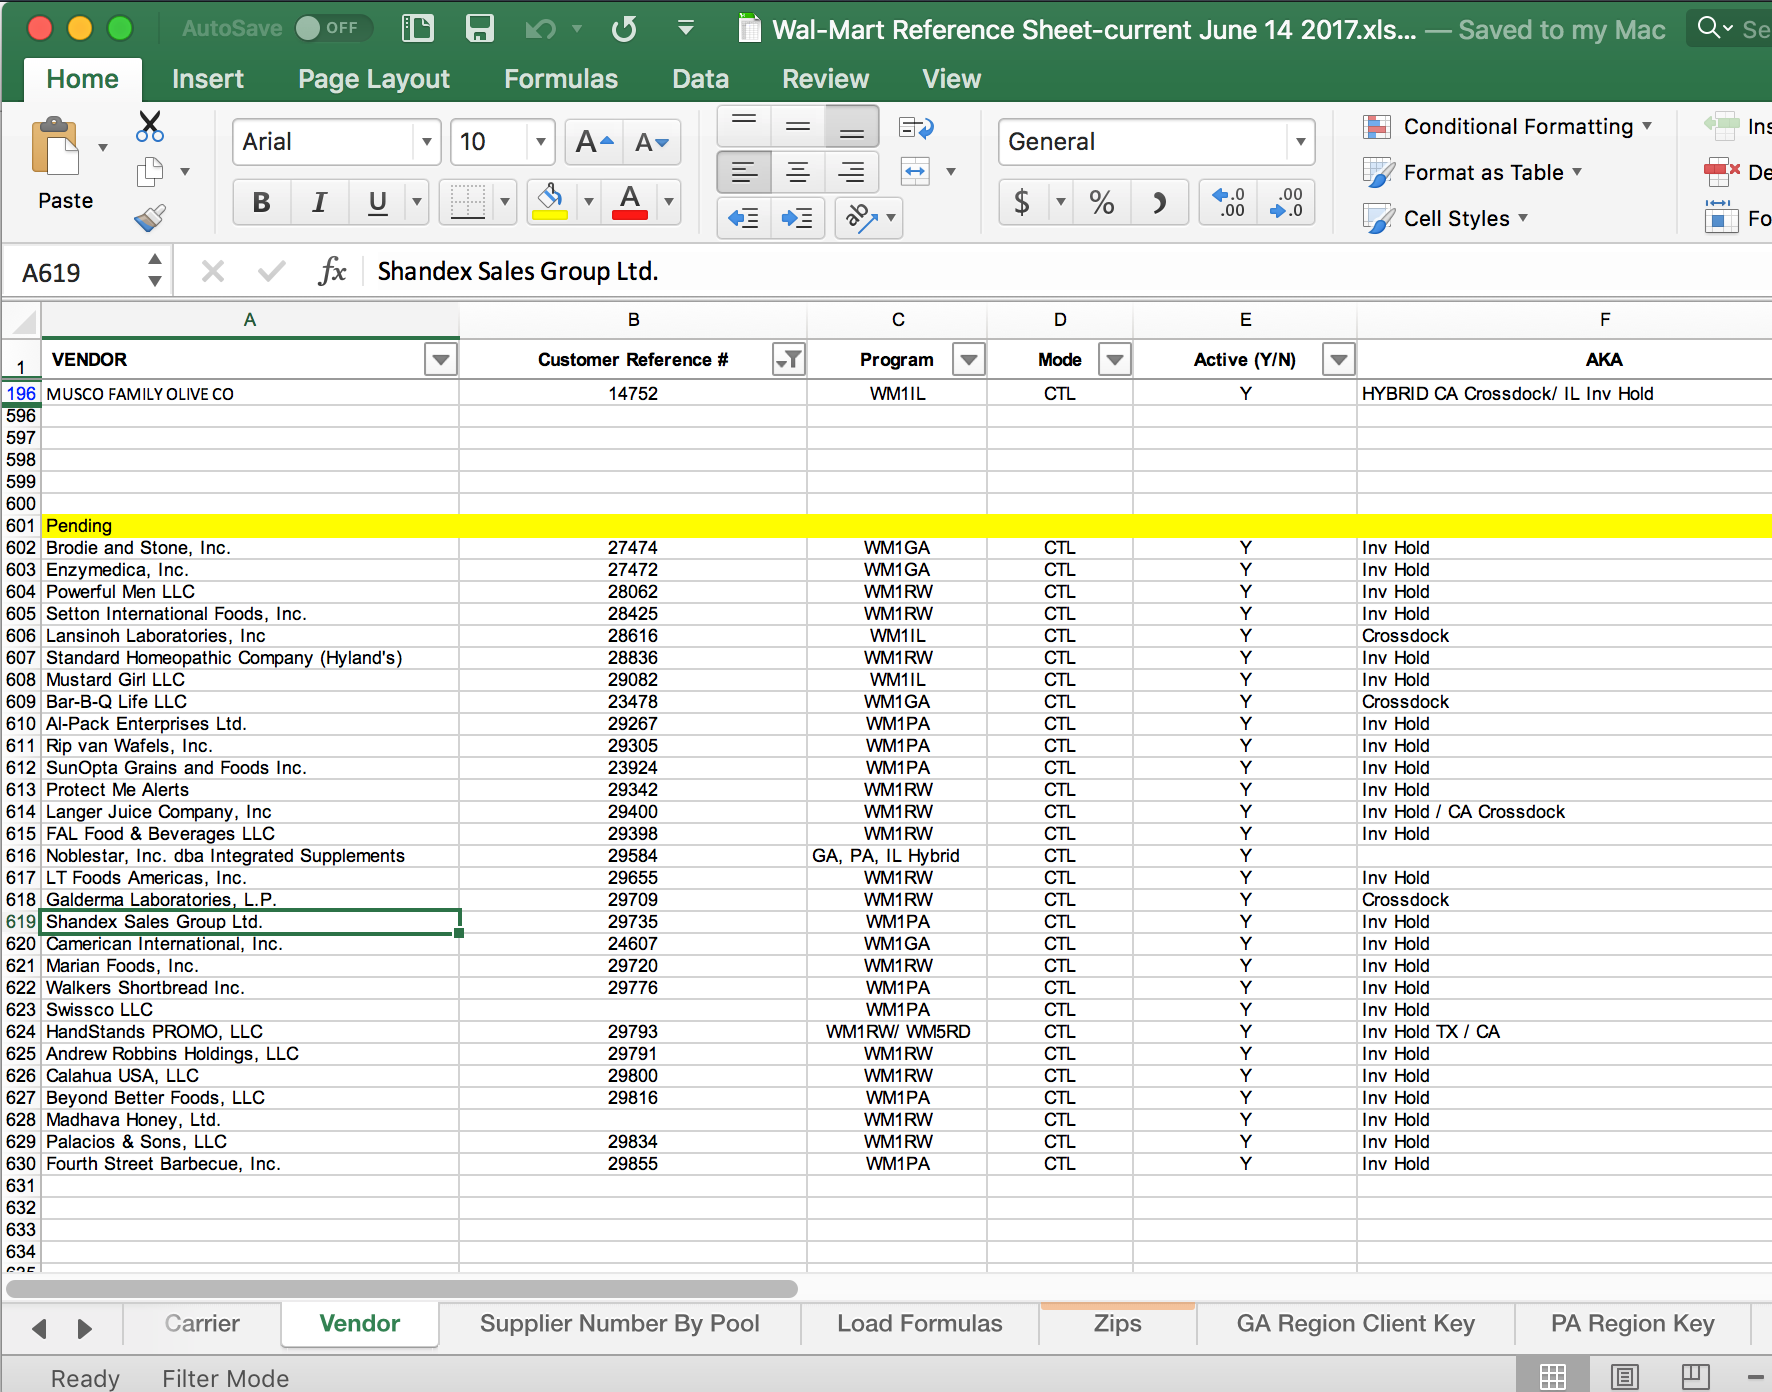 AutoSave OFF Wal-Mart Reference Sheet-current June 14 2017.xls... — Saved to my Mac Se
Home Insert Page Layout Formulas Data Review View
Paste
Arial 10 A A
B I U A
ab
General
$ % .0 .00 .00 .0
Conditional Formatting
Format as Table
Cell Styles
Ins
De
Fo
A619 fx Shandex Sales Group Ltd.
A B C D E F
1 VENDOR Customer Reference # Program Mode Active (Y/N) AKA
196 MUSCO FAMILY OLIVE CO 14752 WM1IL CTL Y HYBRID CA Crossdock/ IL Inv Hold
596
597
598
599
600
601 Pending
602 Brodie and Stone, Inc. 27474 WM1GA CTL Y Inv Hold
603 Enzymedica, Inc. 27472 WM1GA CTL Y Inv Hold
604 Powerful Men LLC 28062 WM1RW CTL Y Inv Hold
605 Setton International Foods, Inc. 28425 WM1RW CTL Y Inv Hold
606 Lansinoh Laboratories, Inc 28616 WM1IL CTL Y Crossdock
607 Standard Homeopathic Company (Hyland's) 28836 WM1RW CTL Y Inv Hold
608 Mustard Girl LLC 29082 WM1IL CTL Y Inv Hold
609 Bar-B-Q Life LLC 23478 WM1GA CTL Y Crossdock
610 Al-Pack Enterprises Ltd. 29267 WM1PA CTL Y Inv Hold
611 Rip van Wafels, Inc. 29305 WM1PA CTL Y Inv Hold
612 SunOpta Grains and Foods Inc. 23924 WM1PA CTL Y Inv Hold
613 Protect Me Alerts 29342 WM1RW CTL Y Inv Hold
614 Langer Juice Company, Inc 29400 WM1RW CTL Y Inv Hold / CA Crossdock
615 FAL Food & Beverages LLC 29398 WM1RW CTL Y Inv Hold
616 Noblestar, Inc. dba Integrated Supplements 29584 GA, PA, IL Hybrid CTL Y
617 LT Foods Americas, Inc. 29655 WM1RW CTL Y Inv Hold
618 Galderma Laboratories, L.P. 29709 WM1RW CTL Y Crossdock
619 Shandex Sales Group Ltd. 29735 WM1PA CTL Y Inv Hold
620 Camerican International, Inc. 24607 WM1GA CTL Y Inv Hold
621 Marian Foods, Inc. 29720 WM1RW CTL Y Inv Hold
622 Walkers Shortbread Inc. 29776 WM1PA CTL Y Inv Hold
623 Swissco LLC WM1PA CTL Y Inv Hold
624 HandStands PROMO, LLC 29793 WM1RW/ WM5RD CTL Y Inv Hold TX / CA
625 Andrew Robbins Holdings, LLC 29791 WM1RW CTL Y Inv Hold
626 Calahua USA, LLC 29800 WM1RW CTL Y Inv Hold
627 Beyond Better Foods, LLC 29816 WM1PA CTL Y Inv Hold
628 Madhava Honey, Ltd. WM1RW CTL Y Inv Hold
629 Palacios & Sons, LLC 29834 WM1RW CTL Y Inv Hold
630 Fourth Street Barbecue, Inc. 29855 WM1PA CTL Y Inv Hold
631
632
633
634
635
Carrier Vendor Supplier Number By Pool Load Formulas Zips GA Region Client Key PA Region Key
Ready Filter Mode